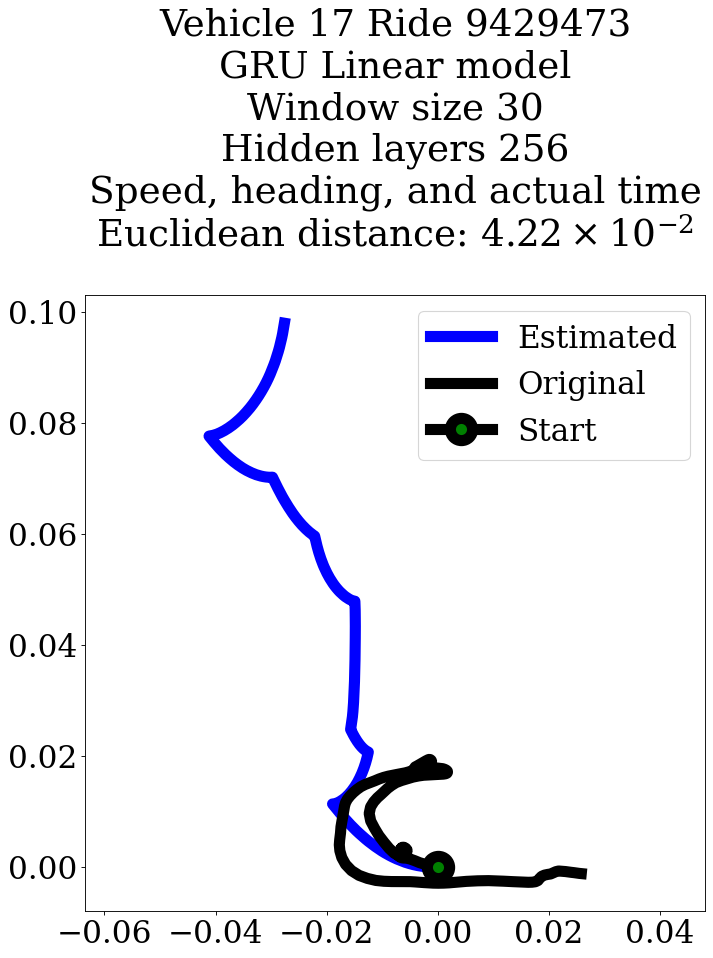 Vehicle 17 Ride 9429473
GRU Linear model
Window size 30
Hidden layers 256
Speed, heading, and actual time
Euclidean distance: 4.22 × 10⁻²
Estimated
Original
Start
0.10
0.08
0.06
0.04
0.02
0.00
−0.06 −0.04 −0.02 0.00 0.02 0.04